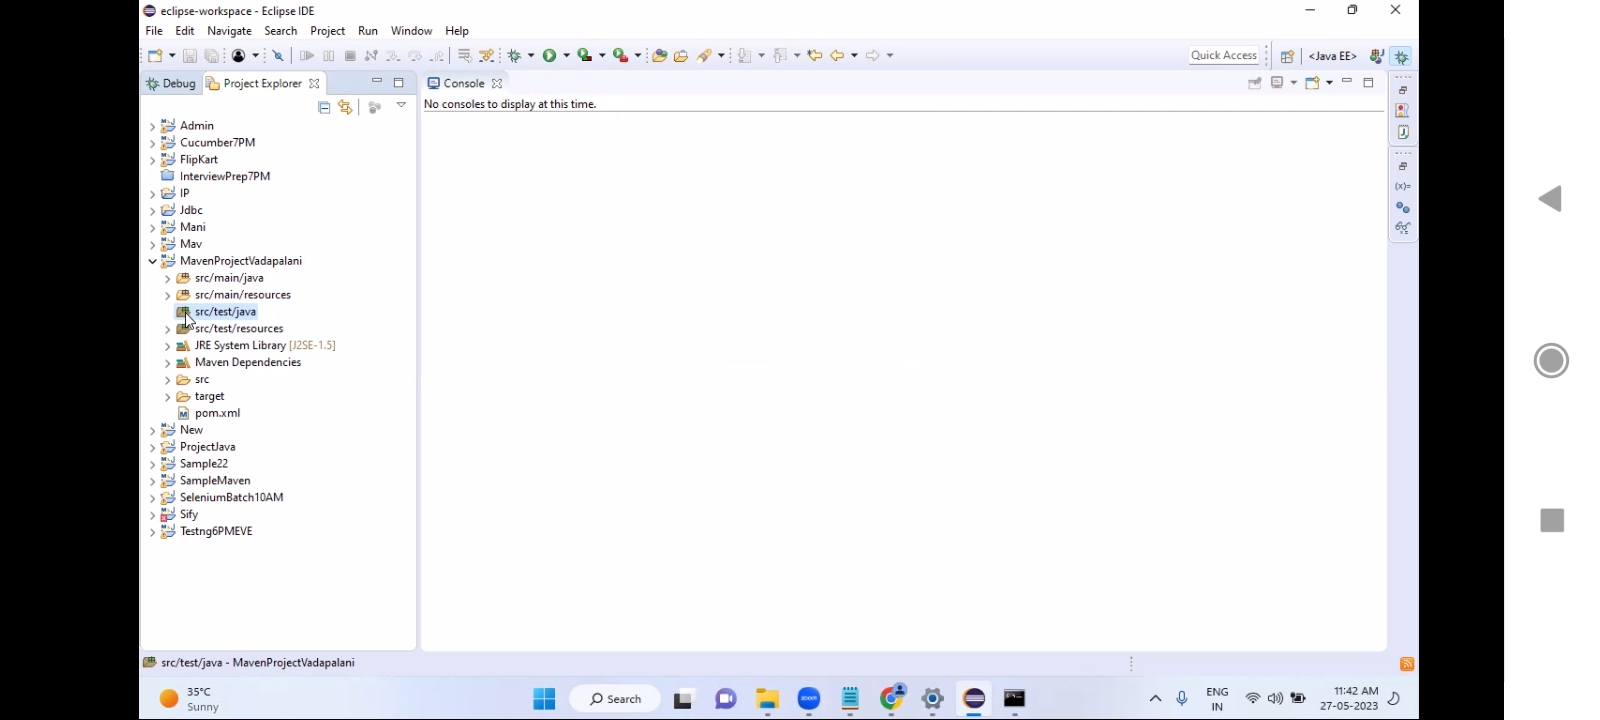 eclipse-workspace - Eclipse IDE
File Edit Navigate Search Project Run Window Help
Quick Access <Java EE>
Debug Project Explorer Console
No consoles to display at this time.
Admin
Cucumber7PM
FlipKart
InterviewPrep7PM
IP
Jdbc
Mani
Mav
MavenProjectVadapalani
src/main/java
src/main/resources
src/test/java
src/test/resources
JRE System Library [J2SE-1.5]
Maven Dependencies
src
target
pom.xml
New
ProjectJava
Sample22
SampleMaven
SeleniumBatch10AM
Sify
Testng6PMEVE
(x)=
src/test/java - MavenProjectVadapalani
35°C
Sunny
Search
zoom
ENG
IN
11:42 AM
27-05-2023